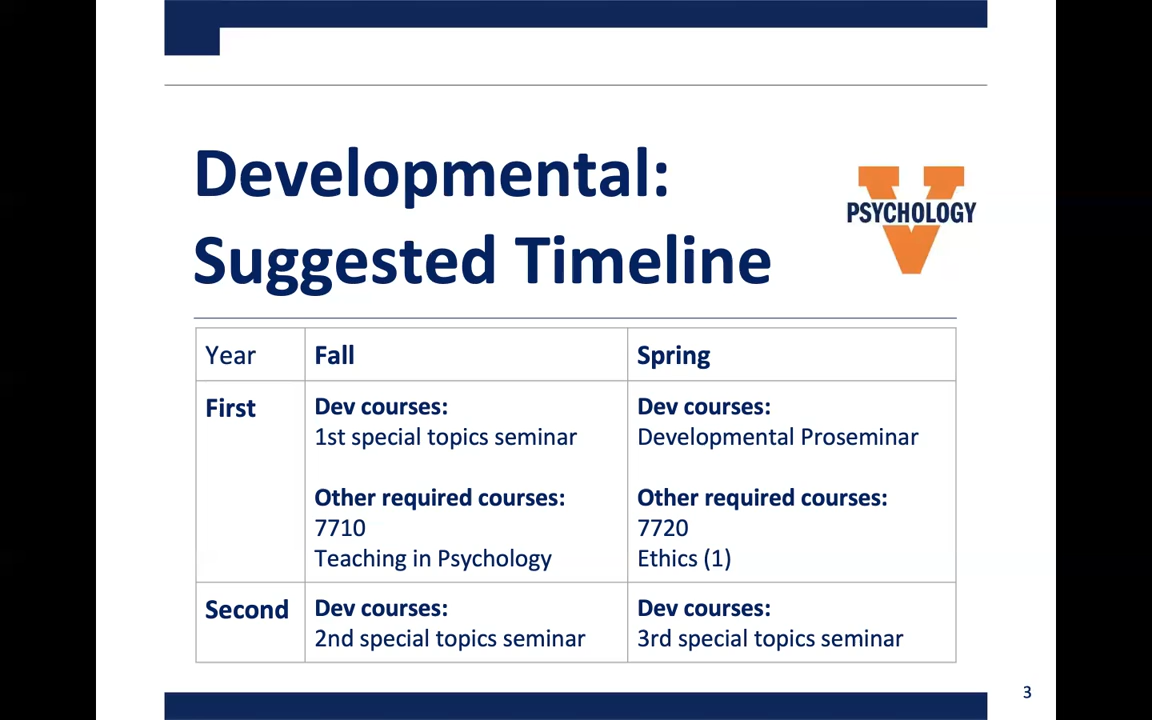 Developmental:
Suggested Timeline
PSYCHOLOGY
Year
Fall
Spring
First
Dev courses:
1st special topics seminar
Other required courses:
7710
Teaching in Psychology
Dev courses:
Developmental Proseminar
Other required courses:
7720
Ethics (1)
Second
Dev courses:
2nd special topics seminar
Dev courses:
3rd special topics seminar
3